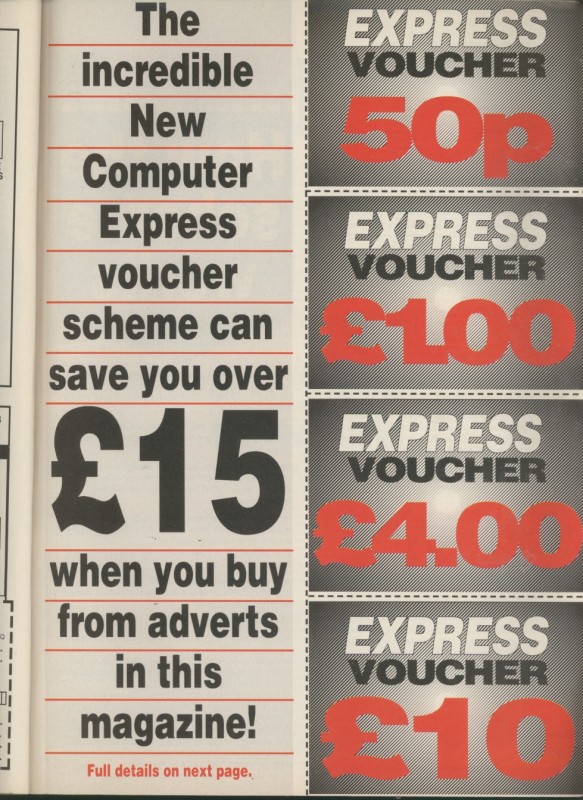 The
incredible
New
Computer
Express
voucher
scheme can
save you over
£15
when you buy
from adverts
in this
magazine!
Full details on next page.
EXPRESS
VOUCHER
50p
EXPRESS
VOUCHER
£1.00
EXPRESS
VOUCHER
£4.00
EXPRESS
VOUCHER
£10